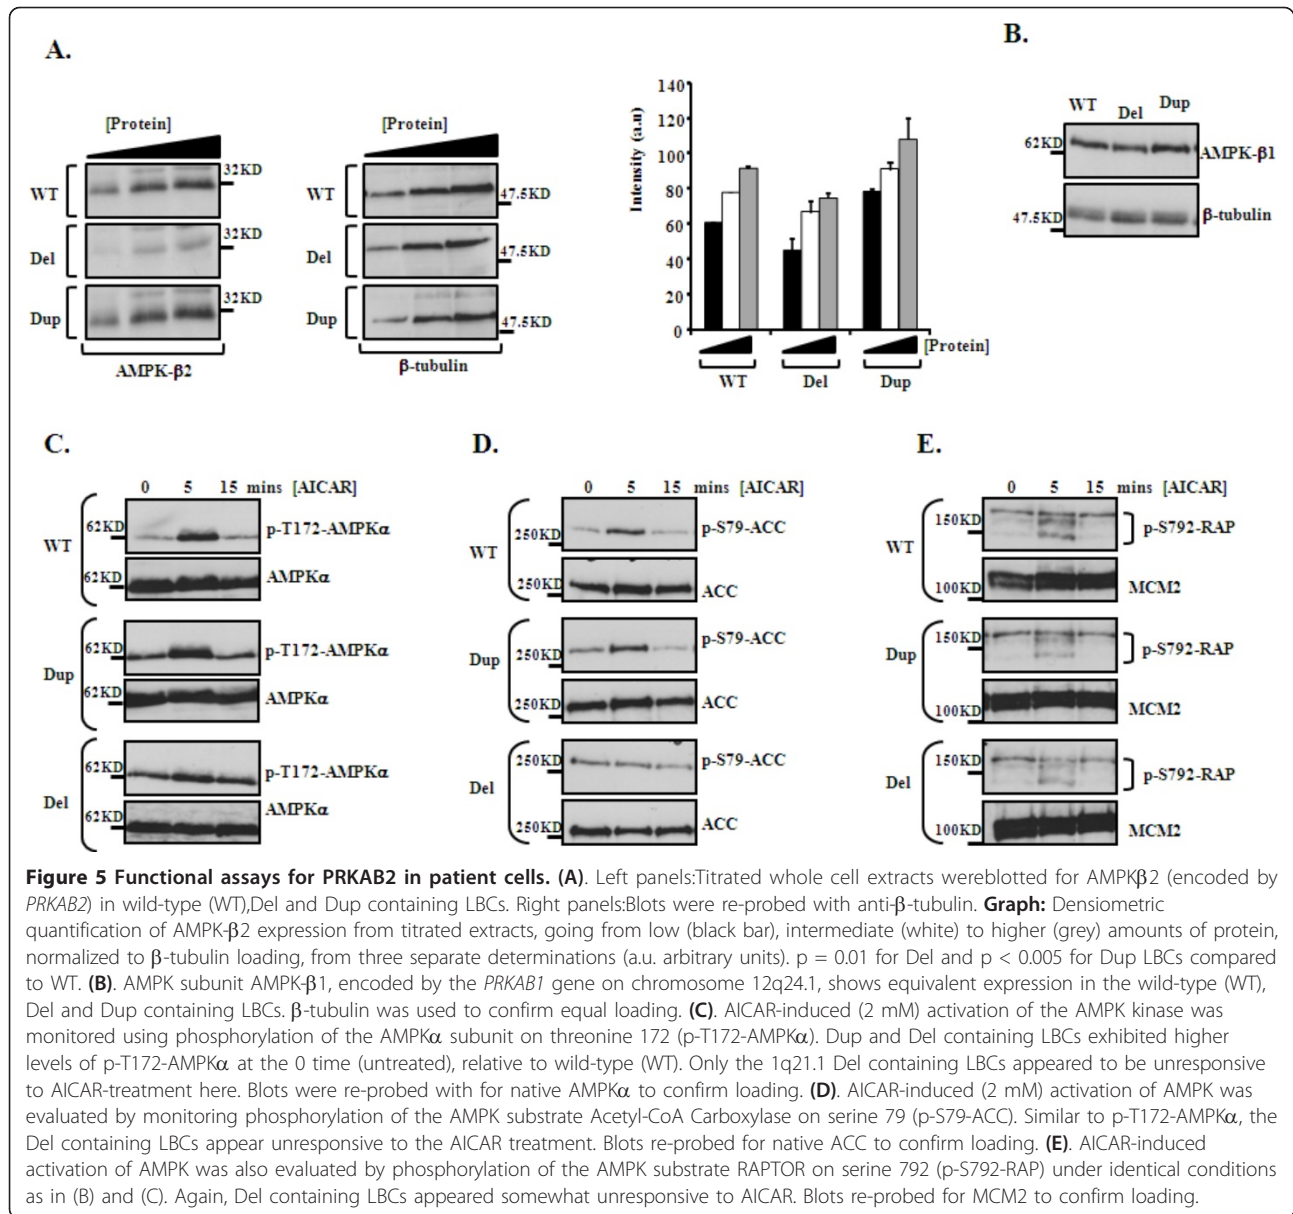 A.
[Protein]
[Protein]
WT
32KD
47.5KD
Del
32KD
47.5KD
Dup
32KD
47.5KD
AMPK-β2
β-tubulin
Intensity (a.n)
140
120
100
80
60
40
20
0
[Protein]
WT
Del
Dup
B.
WT
Del
Dup
62KD
AMPK-β1
47.5KD
β-tubulin
C.
0 5 15 mins [AICAR]
WT
62KD
p-T172-AMPKα
62KD
AMPKα
Dup
62KD
p-T172-AMPKα
62KD
AMPKα
Del
62KD
p-T172-AMPKα
62KD
AMPKα
D.
0 5 15 mins [AICAR]
WT
250KD
p-S79-ACC
250KD
ACC
Dup
250KD
p-S79-ACC
250KD
ACC
Del
250KD
p-S79-ACC
250KD
ACC
E.
0 5 15 mins [AICAR]
WT
150KD
p-S792-RAP
100KD
MCM2
Dup
150KD
p-S792-RAP
100KD
MCM2
Del
150KD
p-S792-RAP
100KD
MCM2
Figure 5 Functional assays for PRKAB2 in patient cells. (A). Left panels:Titrated whole cell extracts wereblotted for AMPKβ2 (encoded by
PRKAB2) in wild-type (WT),Del and Dup containing LBCs. Right panels:Blots were re-probed with anti-β-tubulin. Graph: Densiometric
quantification of AMPK-β2 expression from titrated extracts, going from low (black bar), intermediate (white) to higher (grey) amounts of protein,
normalized to β-tubulin loading, from three separate determinations (a.u. arbitrary units). p = 0.01 for Del and p < 0.005 for Dup LBCs compared
to WT. (B). AMPK subunit AMPK-β1, encoded by the PRKAB1 gene on chromosome 12q24.1, shows equivalent expression in the wild-type (WT),
Del and Dup containing LBCs. β-tubulin was used to confirm equal loading. (C). AICAR-induced (2 mM) activation of the AMPK kinase was
monitored using phosphorylation of the AMPKα subunit on threonine 172 (p-T172-AMPKα). Dup and Del containing LBCs exhibited higher
levels of p-T172-AMPKα at the 0 time (untreated), relative to wild-type (WT). Only the 1q21.1 Del containing LBCs appeared to be unresponsive
to AICAR-treatment here. Blots were re-probed with for native AMPKα to confirm loading. (D). AICAR-induced (2 mM) activation of AMPK was
evaluated by monitoring phosphorylation of the AMPK substrate Acetyl-CoA Carboxylase on serine 79 (p-S79-ACC). Similar to p-T172-AMPKα, the
Del containing LBCs appear unresponsive to the AICAR treatment. Blots re-probed for native ACC to confirm loading. (E). AICAR-induced
activation of AMPK was also evaluated by phosphorylation of the AMPK substrate RAPTOR on serine 792 (p-S792-RAP) under identical conditions
as in (B) and (C). Again, Del containing LBCs appeared somewhat unresponsive to AICAR. Blots re-probed for MCM2 to confirm loading.